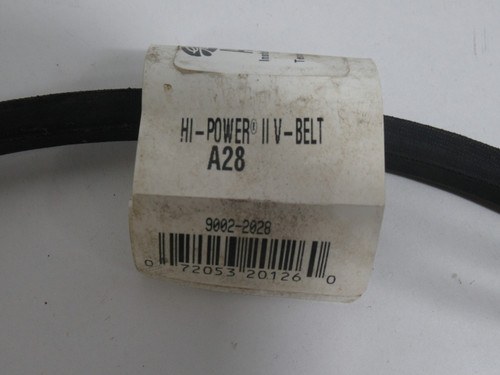 HI-POWER® II V-BELT
A28
9002-2028
0 72053 20126 0